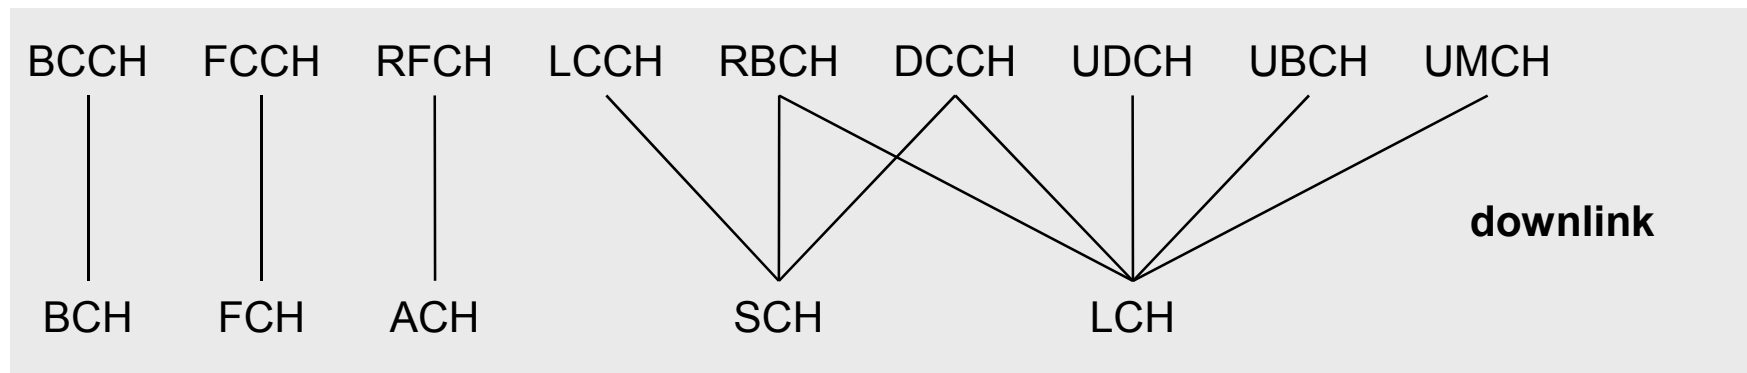 BCCH FCCH RFCH LCCH RBCH DCCH UDCH UBCH UMCH
downlink
BCH FCH ACH SCH LCH